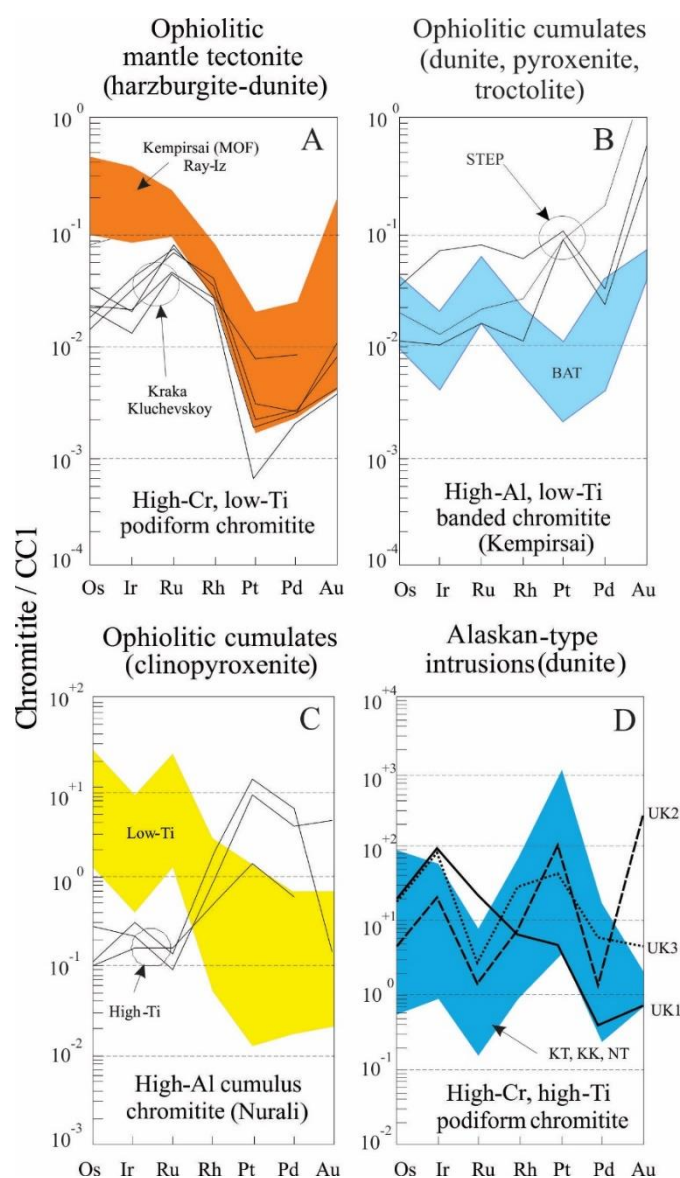 Ophiolitic
mantle tectonite
(harzburgite-dunite)
10 0
10 -1
10 -2
10 -3
10 -4
A
Kempirsai (MOF)
Ray-Iz
Kraka
Kluchevskoy
High-Cr, low-Ti
podiform chromitite
Os Ir Ru Rh Pt Pd Au
Ophiolitic cumulates
(dunite, pyroxenite,
troctolite)
10 0
10 -1
10 -2
10 -3
10 -4
B
STEP
BAT
High-Al, low-Ti
banded chromitite
(Kempirsai)
Os Ir Ru Rh Pt Pd Au
Chromitite / CC1
Ophiolitic cumulates
(clinopyroxenite)
10 +2
10 +1
10 0
10 -1
10 -2
10 -3
C
Low-Ti
High-Ti
High-Al cumulus
chromitite (Nurali)
Os Ir Ru Rh Pt Pd Au
Alaskan-type
intrusions (dunite)
10 +4
10 +3
10 +2
10 +1
10 0
10 -1
10 -2
D
UK2
UK3
UK1
KT, KK, NT
High-Cr, high-Ti
podiform chromitite
Os Ir Ru Rh Pt Pd Au